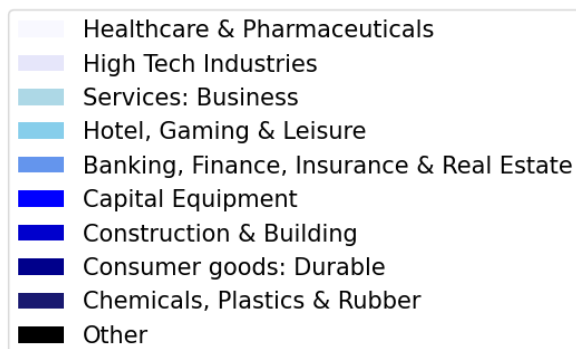 Healthcare & Pharmaceuticals
High Tech Industries
Services: Business
Hotel, Gaming & Leisure
Banking, Finance, Insurance & Real Estate
Capital Equipment
Construction & Building
Consumer goods: Durable
Chemicals, Plastics & Rubber
Other